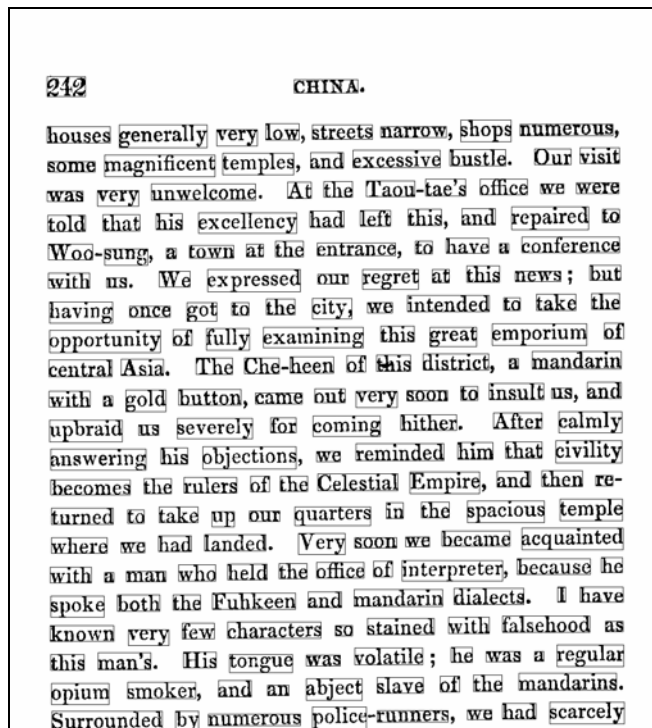 242
CHINA.
houses generally very low, streets narrow, shops numerous,
some magnificent temples, and excessive bustle. Our visit
was very unwelcome. At the Taou-tae's office we were
told that his excellency had left this, and repaired to
Woo-sung, a town at the entrance, to have a conference
with us. We expressed our regret at this news; but
having once got to the city, we intended to take the
opportunity of fully examining this great emporium of
central Asia. The Che-heen of this district, a mandarin
with a gold button, came out very soon to insult us, and
upbraid us severely for coming hither. After calmly
answering his objections, we reminded him that civility
becomes the rulers of the Celestial Empire, and then re-
turned to take up our quarters in the spacious temple
where we had landed. Very soon we became acquainted
with a man who held the office of interpreter, because he
spoke both the Fuhkeen and mandarin dialects. I have
known very few characters so stained with falsehood as
this man's. His tongue was volatile; he was a regular
opium smoker, and an abject slave of the mandarins.
Surrounded by numerous police-runners, we had scarcely